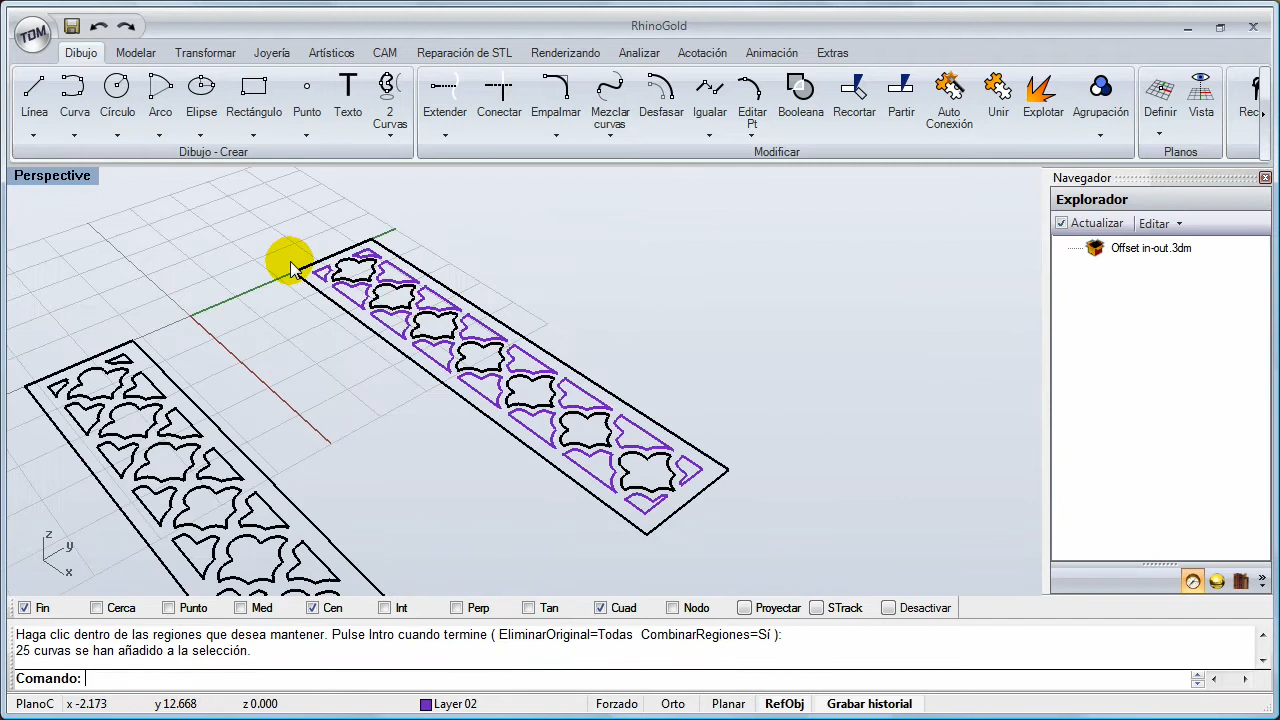 TDM
RhinoGold
Dibujo Modelar Transformar Joyería Artísticos CAM Reparación de STL Renderizando Analizar Acotación Animación Extras
Línea Curva Círculo Arco Elipse Rectángulo Punto Texto 2 Curvas Extender Conectar Empalmar Mezclar curvas Desfasar Igualar Editar Pt Booleana Recortar Partir Auto Conexión Unir Explotar Agrupación Definir Vista Rec
Dibujo - Crear Modificar Planos
Perspective
Navegador
Explorador
Actualizar Editar
Offset in-out.3dm
z
y
x
Fin Cerca Punto Med Cen Int Perp Tan Cuad Nodo Proyectar STrack Desactivar
Haga clic dentro de las regiones que desea mantener. Pulse Intro cuando termine ( EliminarOriginal=Todas CombinarRegiones=Sí ):
25 curvas se han añadido a la selección.
Comando:
PlanoC x -2.173 y 12.668 z 0.000 Layer 02 Forzado Orto Planar RefObj Grabar historial